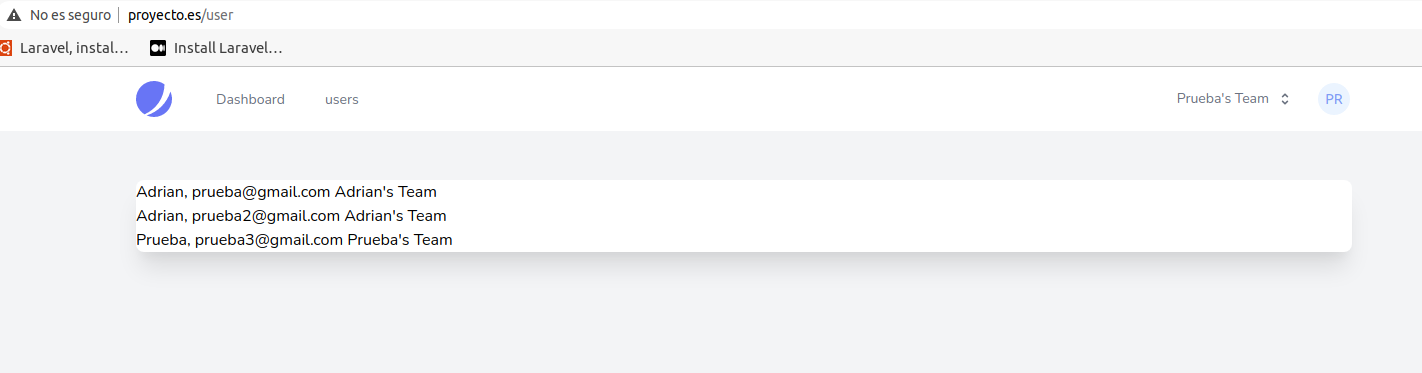 No es seguro proyecto.es/user
Laravel, instal... Install Laravel...
Dashboard users Prueba's Team PR
Adrian, prueba@gmail.com Adrian's Team
Adrian, prueba2@gmail.com Adrian's Team
Prueba, prueba3@gmail.com Prueba's Team